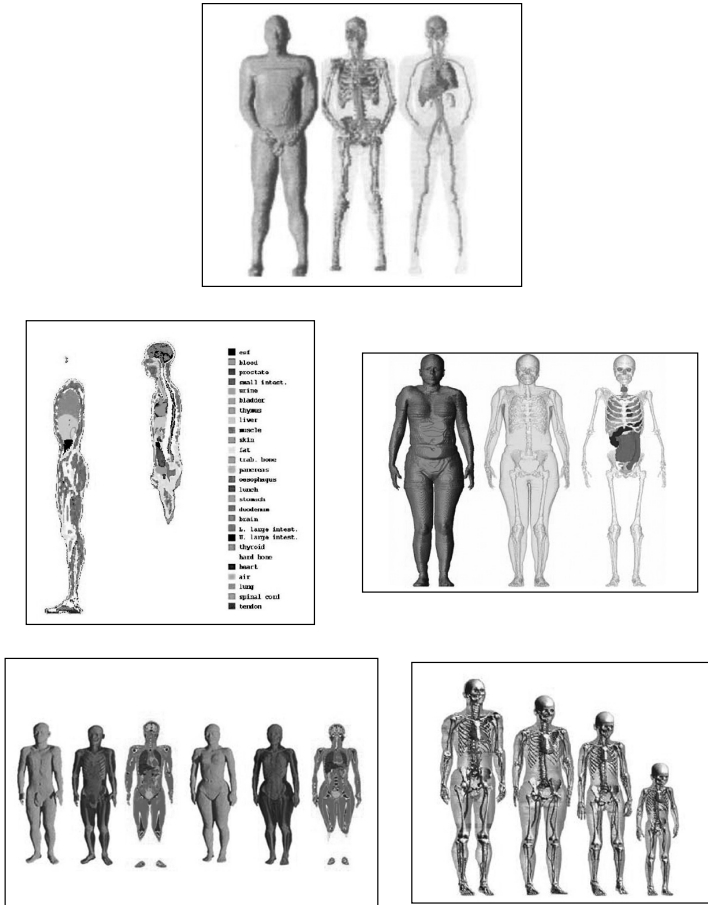 csf
blood
prostate
small intest.
urine
bladder
thymus
liver
muscle
skin
fat
trab. bone
pancreas
oesophagus
lunch
stomach
duodenum
brain
L. large intest.
U. large intest.
thyroid
hard bone
heart
air
lung
spinal cord
tendon